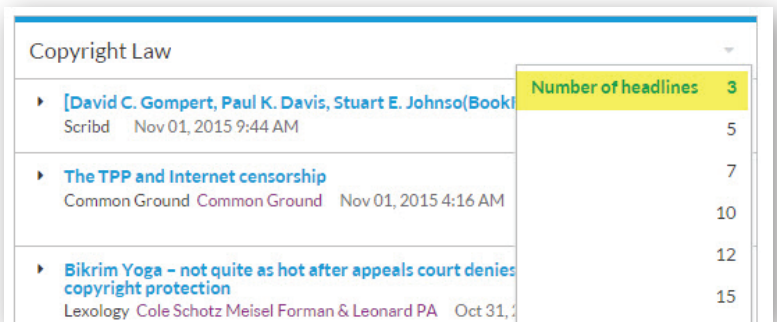 Copyright Law
[David C. Gompert, Paul K. Davis, Stuart E. Johnso(Book
Scribd Nov 01, 2015 9:44 AM
The TPP and Internet censorship
Common Ground Common Ground Nov 01, 2015 4:16 AM
Bikrim Yoga – not quite as hot after appeals court denies
copyright protection
Lexology Cole Schotz Meisel Forman & Leonard PA Oct 31,
Number of headlines 3
5
7
10
12
15